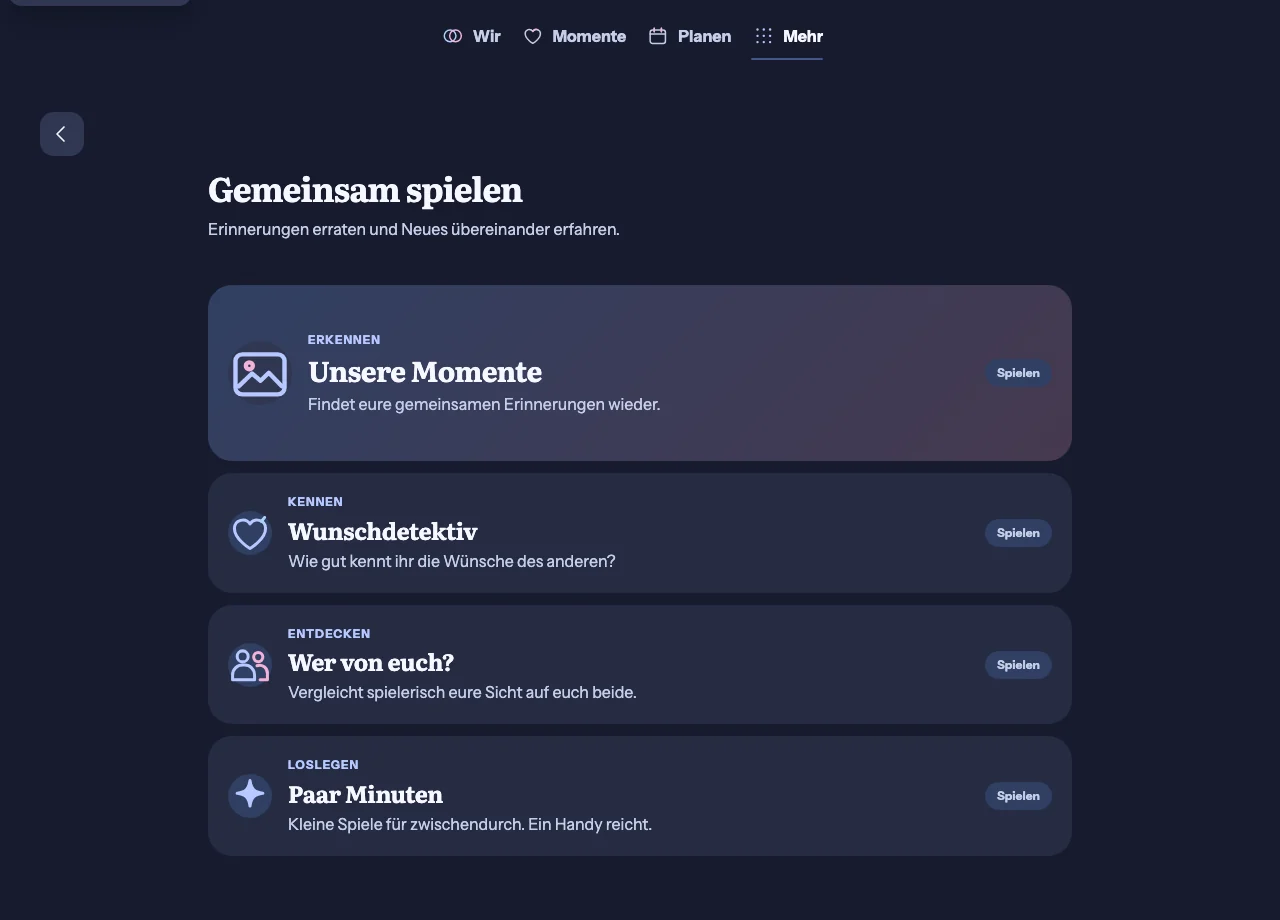 Wir Momente Planen Mehr
Gemeinsam spielen
Erinnerungen erraten und Neues übereinander erfahren.
ERKENNEN
Unsere Momente
Findet eure gemeinsamen Erinnerungen wieder.
Spielen
KENNEN
Wunschdetektiv
Wie gut kennt ihr die Wünsche des anderen?
Spielen
ENTDECKEN
Wer von euch?
Vergleicht spielerisch eure Sicht auf euch beide.
Spielen
LOSLEGEN
Paar Minuten
Kleine Spiele für zwischendurch. Ein Handy reicht.
Spielen